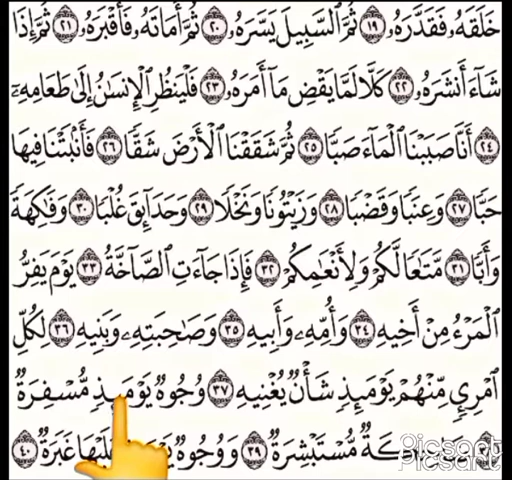 خَلَقَهُۥ فَقَدَّرَهُۥ ١٩ ثُمَّ ٱلسَّبِيلَ يَسَّرَهُۥ ٢٠ ثُمَّ أَمَاتَهُۥ فَأَقْبَرَهُۥ ٢١ ثُمَّ إِذَا
شَآءَ أَنشَرَهُۥ ٢٢ كَلَّا لَمَّا يَقْضِ مَآ أَمَرَهُۥ ٢٣ فَلْيَنظُرِ ٱلْإِنسَٰنُ إِلَىٰ طَعَامِهِۦٓ
٢٤ أَنَّا صَبَبْنَا ٱلْمَآءَ صَبًّا ٢٥ ثُمَّ شَقَقْنَا ٱلْأَرْضَ شَقًّا ٢٦ فَأَنۢبَتْنَا فِيهَا
حَبًّا ٢٧ وَعِنَبًا وَقَضْبًا ٢٨ وَزَيْتُونًا وَنَخْلًا ٢٩ وَحَدَآئِقَ غُلْبًا ٣٠ وَفَٰكِهَةً
وَأَبًّا ٣١ مَّتَٰعًا لَّكُمْ وَلِأَنْعَٰمِكُمْ ٣٢ فَإِذَا جَآءَتِ ٱلصَّآخَّةُ ٣٣ يَوْمَ يَفِرُّ
ٱلْمَرْءُ مِنْ أَخِيهِ ٣٤ وَأُمِّهِۦ وَأَبِيهِ ٣٥ وَصَٰحِبَتِهِۦ وَبَنِيهِ ٣٦ لِكُلِّ
ٱمْرِئٍ مِّنْهُمْ يَوْمَئِذٍ شَأْنٌ يُغْنِيهِ ٣٧ وُجُوهٌ يَوْمَئِذٍ مُّسْفِرَةٌ
مُّسْتَبْشِرَةٌ ٣٩ وَوُجُوهٌ عَلَيْهَا غَبَرَةٌ ٤٠
Picsart
Picsart